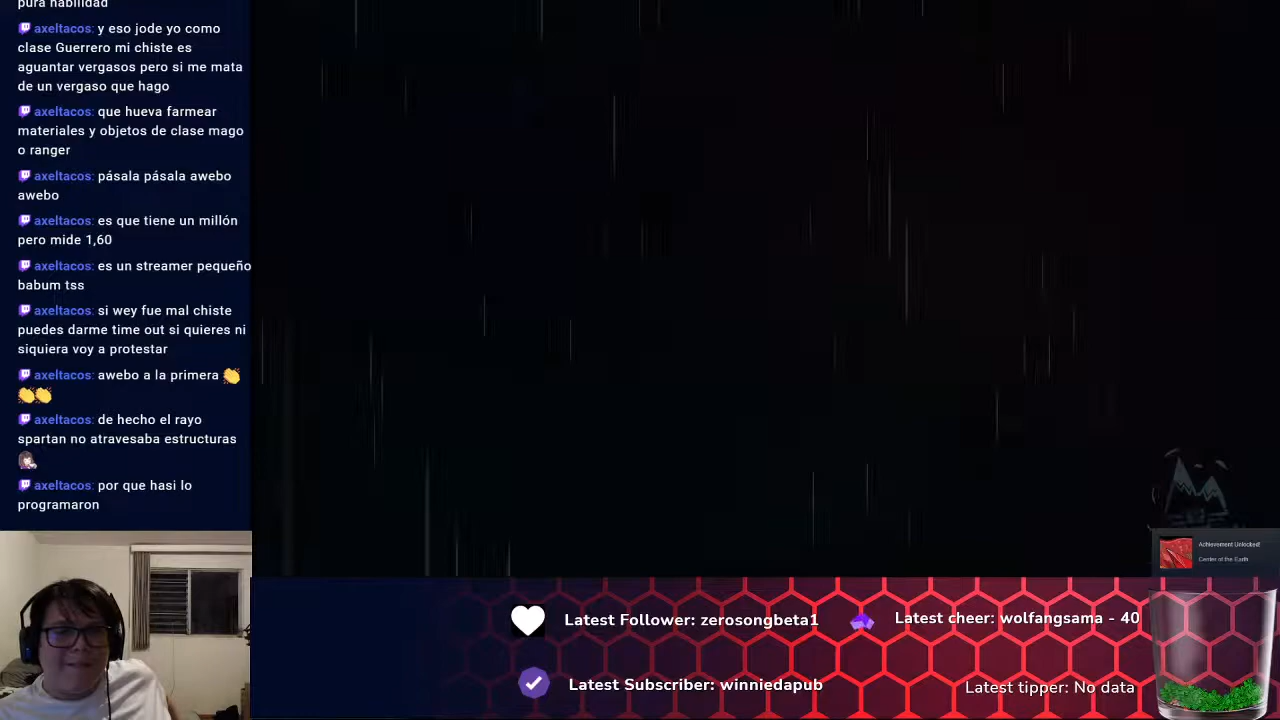 pura habilidad
axeltacos: y eso jode yo como
clase Guerrero mi chiste es
aguantar vergasos pero si me mata
de un vergaso que hago
axeltacos: que hueva farmear
materiales y objetos de clase mago
o ranger
axeltacos: pásala pásala awebo
awebo
axeltacos: es que tiene un millón
pero mide 1,60
axeltacos: es un streamer pequeño
babum tss
axeltacos: si wey fue mal chiste
puedes darme time out si quieres ni
siquiera voy a protestar
axeltacos: awebo a la primera 👏
👏👏
axeltacos: de hecho el rayo
spartan no atravesaba estructuras
axeltacos: por que hasi lo
programaron
Achievement Unlocked!
Center of the Earth
Latest Follower: zerosongbeta1
Latest cheer: wolfangsama - 40
Latest Subscriber: winniedapub
Latest tipper: No data